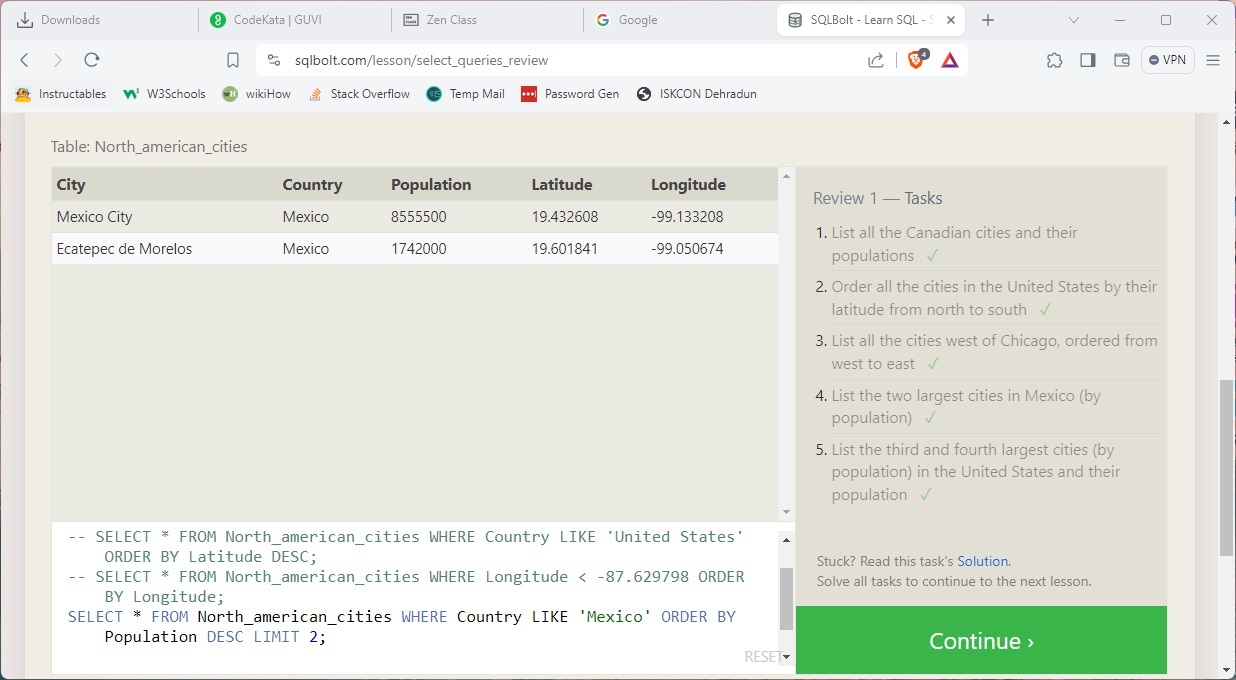 Downloads
CodeKata | GUVI
Zen Class
Google
SQLBolt - Learn SQL - S
sqlbolt.com/lesson/select_queries_review
4
VPN
Instructables
W3Schools
wikiHow
Stack Overflow
Temp Mail
Password Gen
ISKCON Dehradun
Table: North_american_cities
City Country Population Latitude Longitude
Mexico City Mexico 8555500 19.432608 -99.133208
Ecatepec de Morelos Mexico 1742000 19.601841 -99.050674
-- SELECT * FROM North_american_cities WHERE Country LIKE 'United States'
ORDER BY Latitude DESC;
-- SELECT * FROM North_american_cities WHERE Longitude < -87.629798 ORDER
BY Longitude;
SELECT * FROM North_american_cities WHERE Country LIKE 'Mexico' ORDER BY
Population DESC LIMIT 2;
RESET
Review 1 — Tasks
1. List all the Canadian cities and their
populations ✓
2. Order all the cities in the United States by their
latitude from north to south ✓
3. List all the cities west of Chicago, ordered from
west to east ✓
4. List the two largest cities in Mexico (by
population) ✓
5. List the third and fourth largest cities (by
population) in the United States and their
population ✓
Stuck? Read this task's Solution.
Solve all tasks to continue to the next lesson.
Continue ›